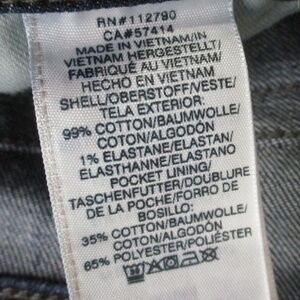 RN#112790
CA#57414
MADE IN VIETNAM/IN
VIETNAM HERGESTELLT/
FABRIQUÉ AU VIETNAM/
HECHO EN VIETNAM
SHELL/OBERSTOFF/VESTE/
TELA EXTERIOR:
99% COTTON/BAUMWOLLE/
COTON/ALGODÓN
1% ELASTANE/ELASTAN/
ÉLASTHANNE/ELASTANO
POCKET LINING/
TASCHENFUTTER/DOUBLURE
DE LA POCHE/FORRO DE
BOSILLO:
35% COTTON/BAUMWOLLE/
COTON/ALGODÓN
65% POLYESTER/POLIÉSTER